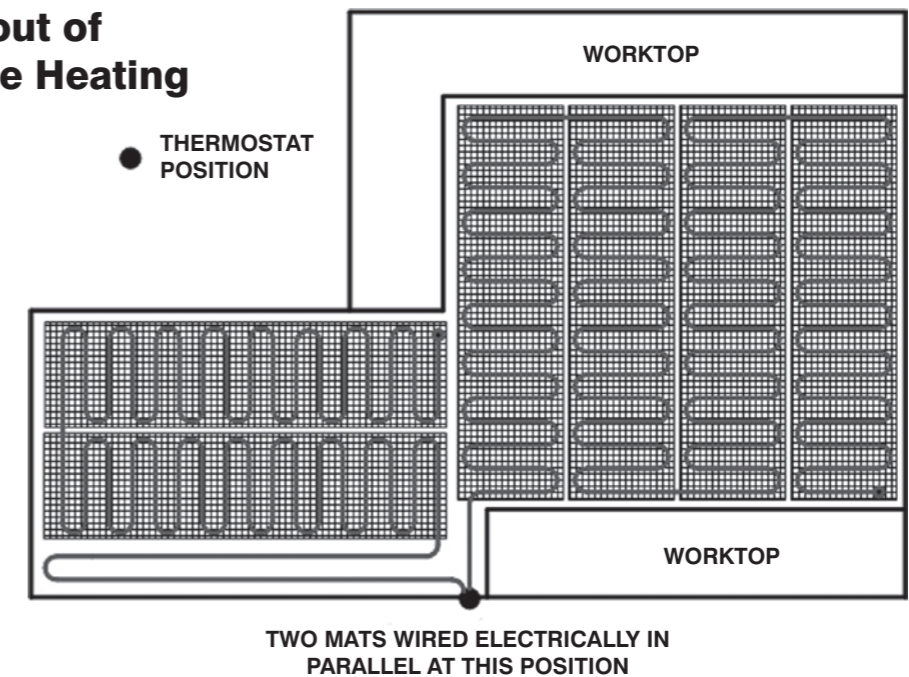 out of
e Heating
WORKTOP
THERMOSTAT
POSITION
WORKTOP
TWO MATS WIRED ELECTRICALLY IN
PARALLEL AT THIS POSITION